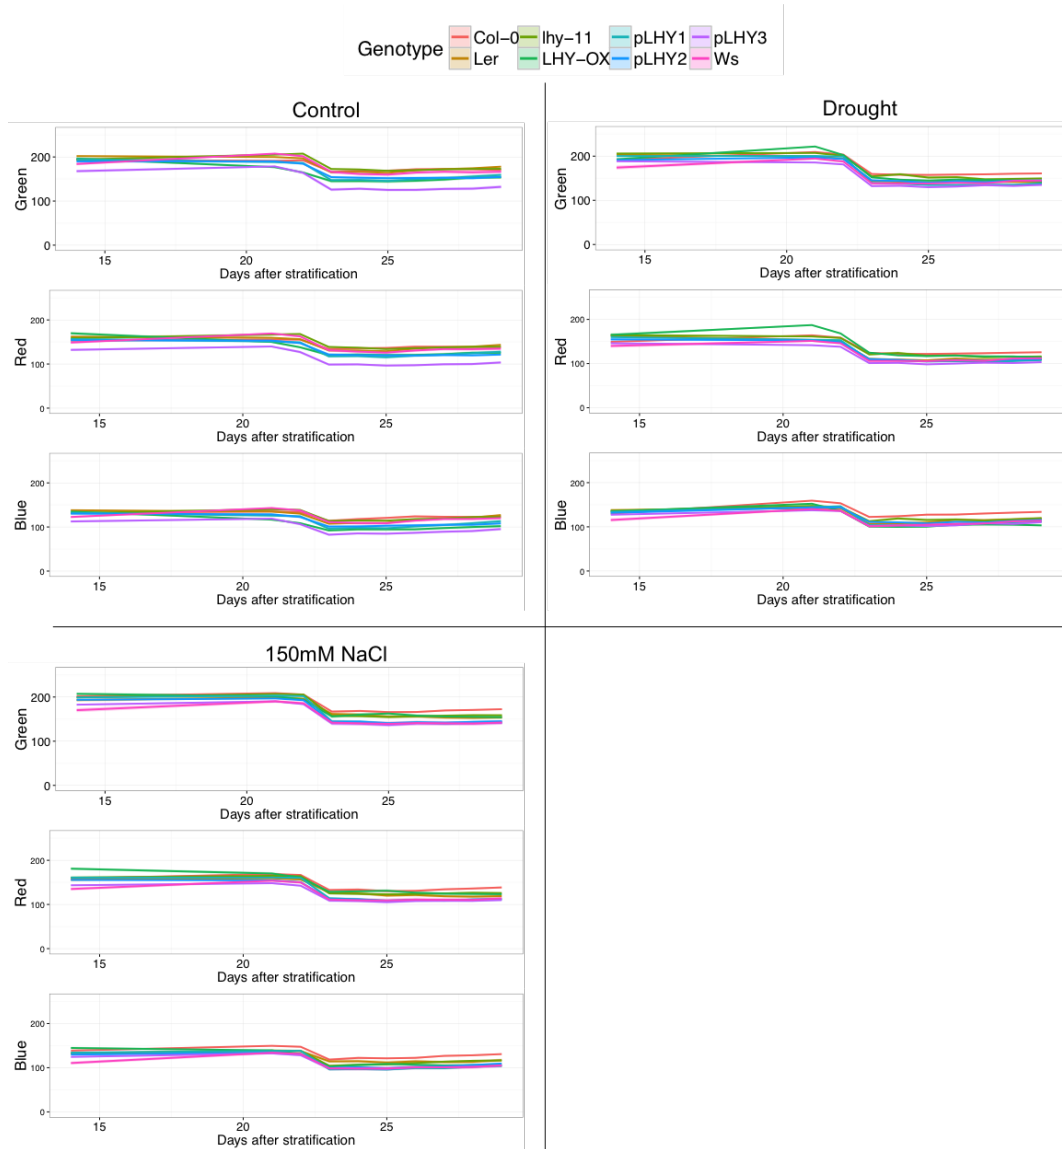 Genotype
Col−0 lhy−11 pLHY1 pLHY3
Ler LHY−OX pLHY2 Ws
Control
Green
200
100
0
15 20 25
Days after stratification
Red
200
100
0
15 20 25
Days after stratification
Blue
200
100
0
15 20 25
Days after stratification
Drought
Green
200
100
0
15 20 25
Days after stratification
Red
200
100
0
15 20 25
Days after stratification
Blue
200
100
0
15 20 25
Days after stratification
150mM NaCl
Green
200
100
0
15 20 25
Days after stratification
Red
200
100
0
15 20 25
Days after stratification
Blue
200
100
0
15 20 25
Days after stratification